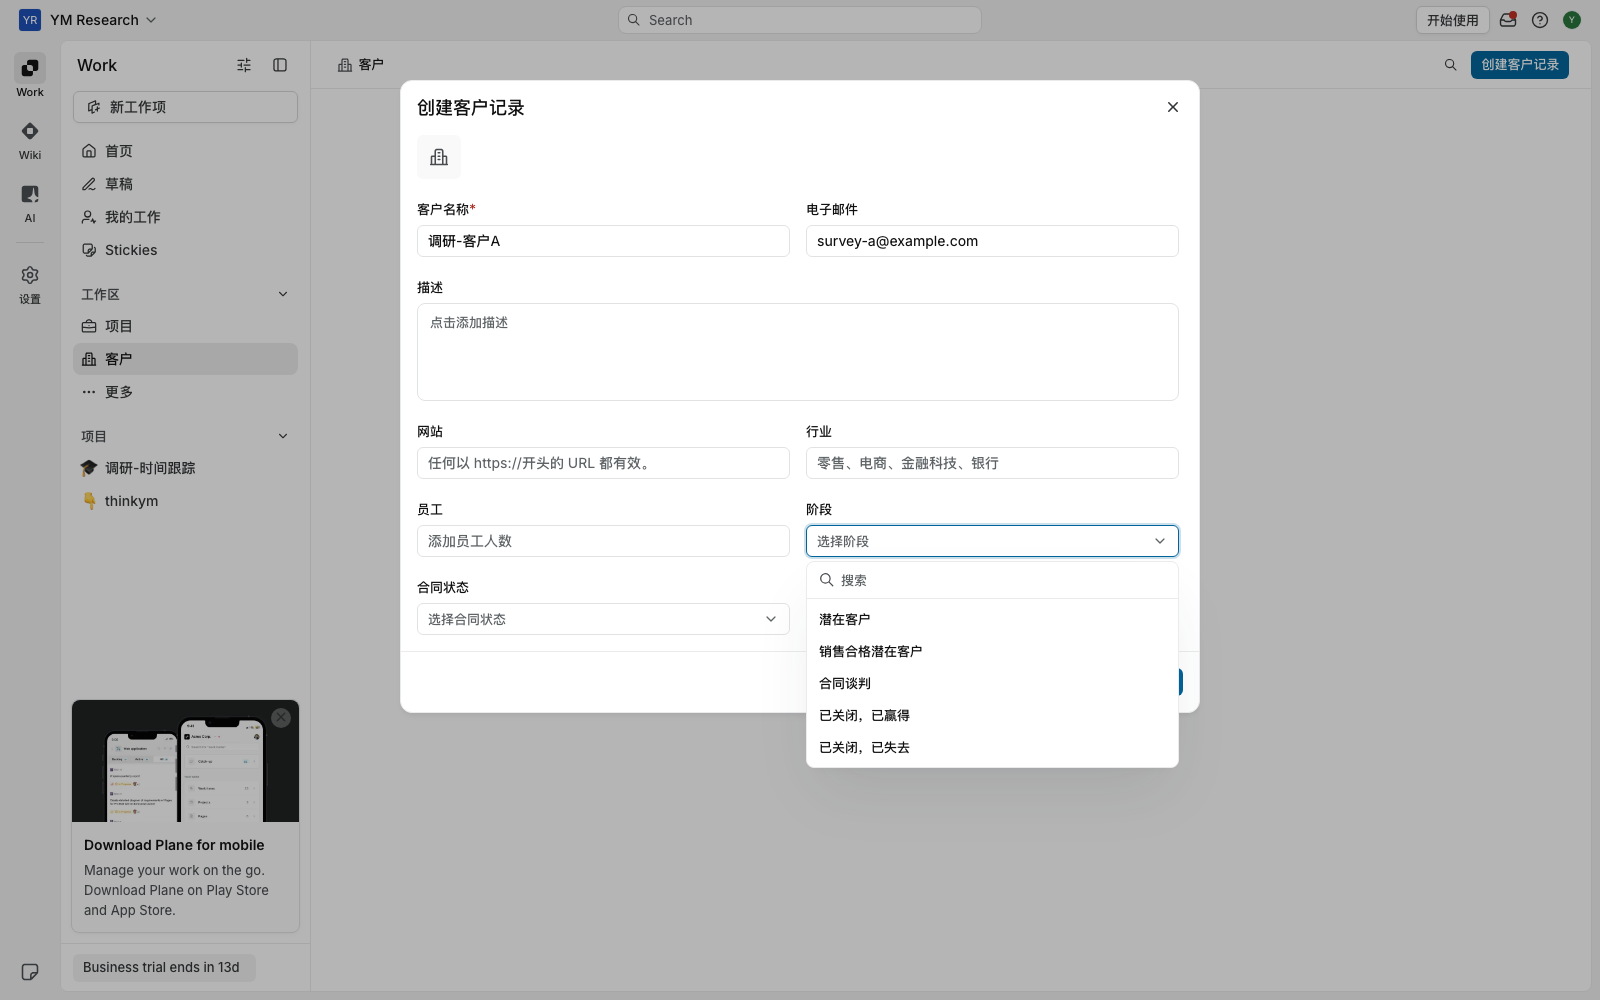 YR
YM Research
Search
开始使用
Y
Work
Wiki
AI
设置
Work
新工作项
首页
草稿
我的工作
Stickies
工作区
项目
客户
更多
项目
调研-时间跟踪
thinkym
Download Plane for mobile
Manage your work on the go.
Download Plane on Play Store
and App Store.
Business trial ends in 13d
客户
创建客户记录
创建客户记录
客户名称*
调研-客户A
电子邮件
survey-a@example.com
描述
点击添加描述
网站
任何以 https://开头的 URL 都有效。
行业
零售、电商、金融科技、银行
员工
添加员工人数
阶段
选择阶段
合同状态
选择合同状态
搜索
潜在客户
销售合格潜在客户
合同谈判
已关闭，已赢得
已关闭，已失去